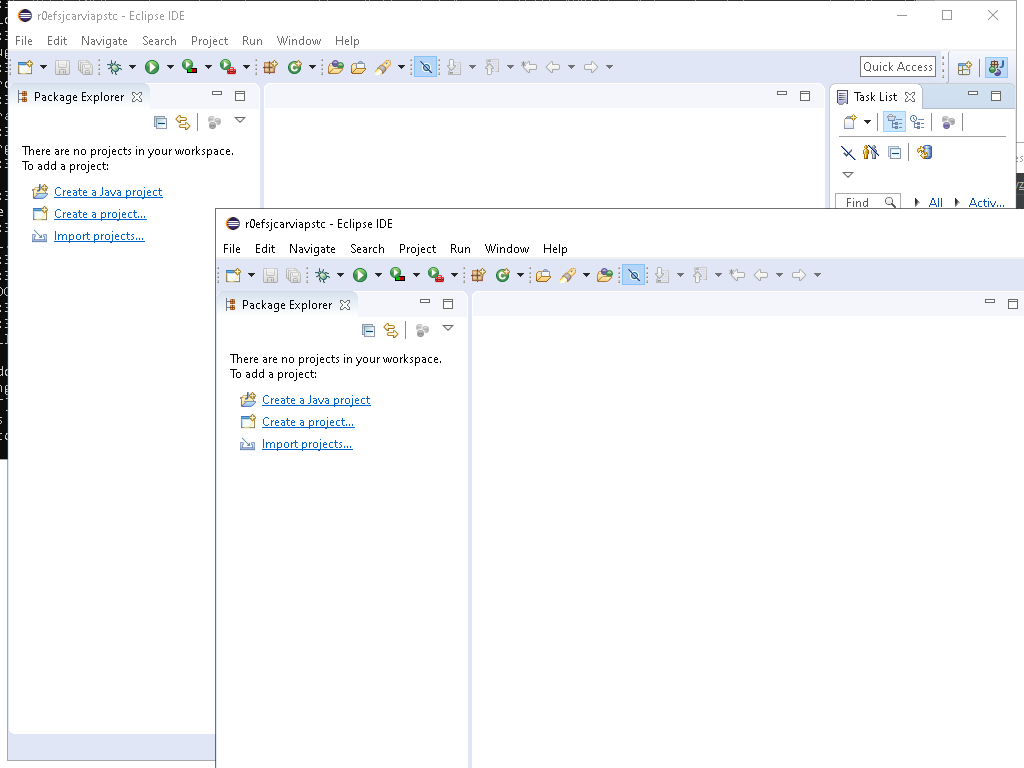 r0efsjcarviapstc - Eclipse IDE
File Edit Navigate Search Project Run Window Help
Quick Access
Package Explorer
Task List
There are no projects in your workspace.
To add a project:
Create a Java project
Create a project...
Import projects...
Find
All
Activ...
r0efsjcarviapstc - Eclipse IDE
File Edit Navigate Search Project Run Window Help
Package Explorer
There are no projects in your workspace.
To add a project:
Create a Java project
Create a project...
Import projects...